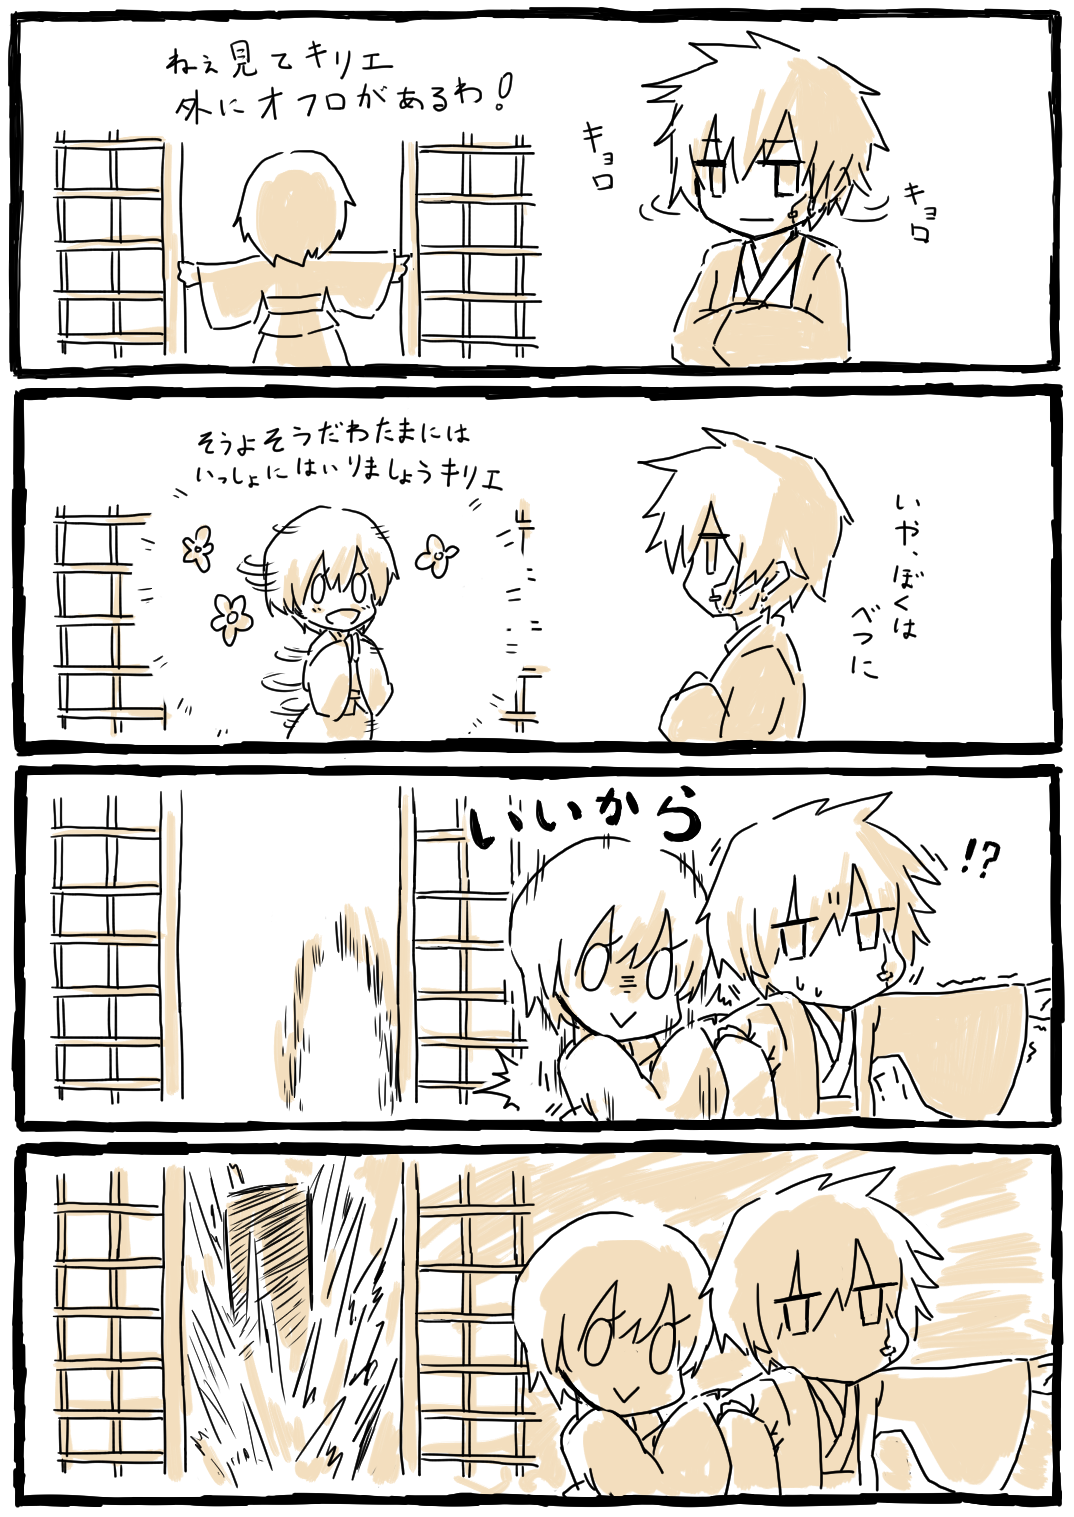 ねぇ見てキリエ
外にオフロがあるわ!
キョロ
キョロ
そうよそうだわたまには
いっしょにはいりましょうキリエ
いや、ぼくは
べつに
いいから
!?